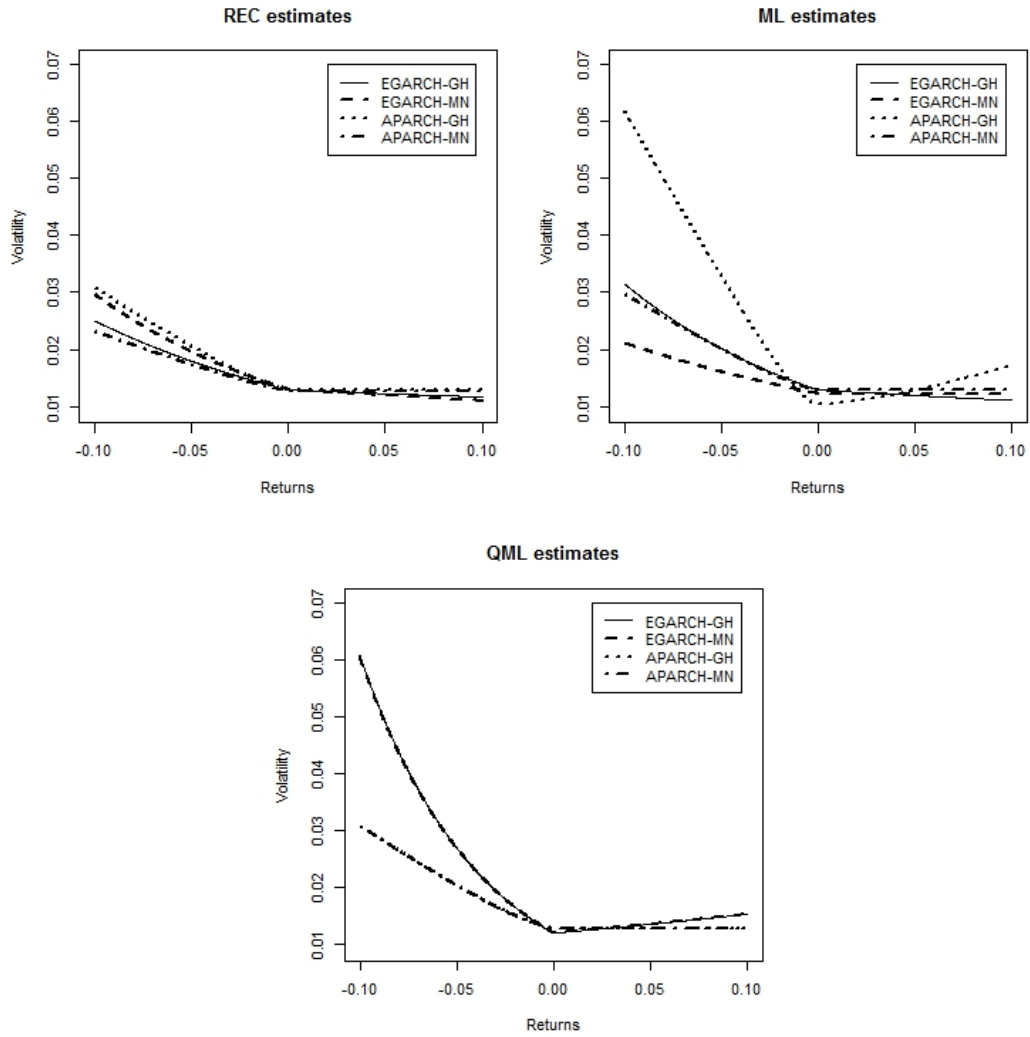 REC estimates
0.07
0.06
0.05
0.04
0.03
0.02
0.01
Volatility
EGARCH-GH
EGARCH-MN
APARCH-GH
APARCH-MN
-0.10 -0.05 0.00 0.05 0.10
Returns
ML estimates
0.07
0.06
0.05
0.04
0.03
0.02
0.01
Volatility
EGARCH-GH
EGARCH-MN
APARCH-GH
APARCH-MN
-0.10 -0.05 0.00 0.05 0.10
Returns
QML estimates
0.07
0.06
0.05
0.04
0.03
0.02
0.01
Volatility
EGARCH-GH
EGARCH-MN
APARCH-GH
APARCH-MN
-0.10 -0.05 0.00 0.05 0.10
Returns